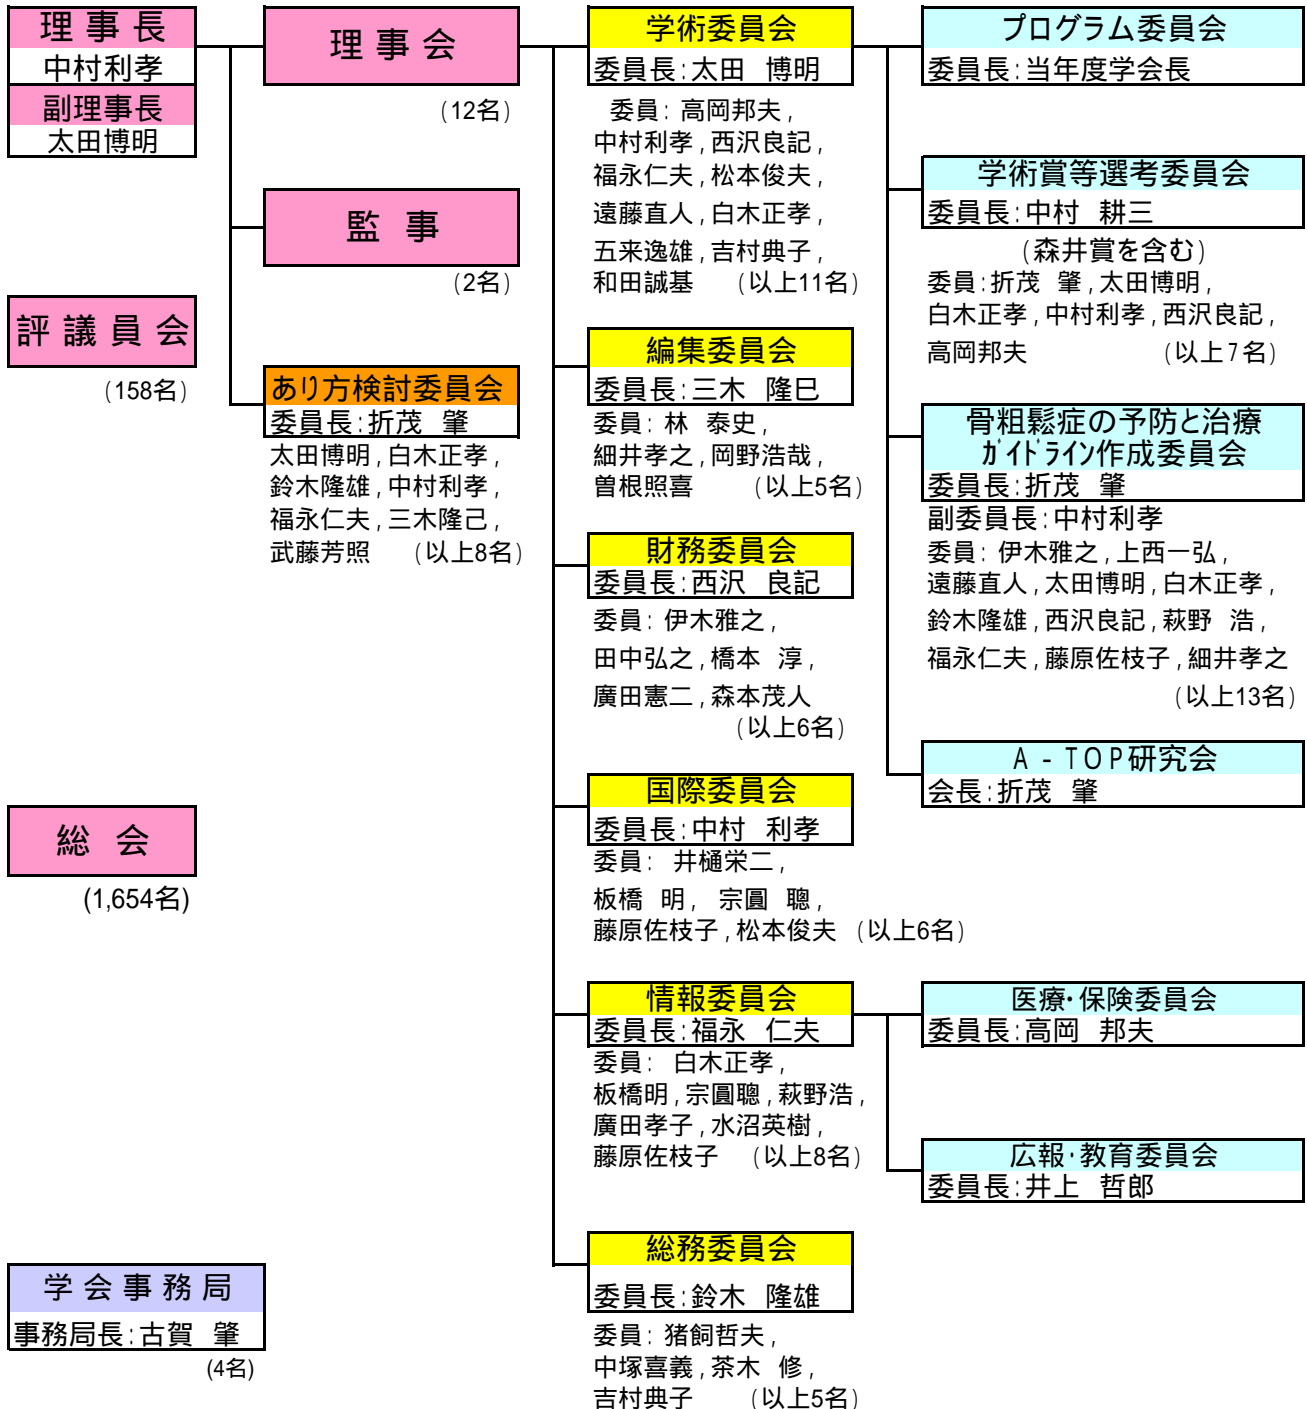 理事長
中村利孝
副理事長
太田博明
評議員会
(158名)
総会
(1,654名)
学会事務局
事務局長:古賀 肇
(4名)
理事会
(12名)
監事
(2名)
あり方検討委員会
委員長:折茂 肇
太田博明,白木正孝,
鈴木隆雄,中村利孝,
福永仁夫,三木隆己,
武藤芳照 (以上8名)
学術委員会
委員長:太田 博明
委員: 高岡邦夫,
中村利孝,西沢良記,
福永仁夫,松本俊夫,
遠藤直人,白木正孝,
五来逸雄,吉村典子,
和田誠基 (以上11名)
編集委員会
委員長:三木 隆巳
委員: 林 泰史,
細井孝之,岡野浩哉,
曽根照喜 (以上5名)
財務委員会
委員長:西沢 良記
委員: 伊木雅之,
田中弘之,橋本 淳,
廣田憲二,森本茂人
(以上6名)
国際委員会
委員長:中村 利孝
委員: 井樋栄二,
板橋 明, 宗圓 聰,
藤原佐枝子,松本俊夫 (以上6名)
情報委員会
委員長:福永 仁夫
委員: 白木正孝,
板橋明,宗圓聰,萩野浩,
廣田孝子,水沼英樹,
藤原佐枝子 (以上8名)
総務委員会
委員長:鈴木 隆雄
委員: 猪飼哲夫,
中塚喜義,茶木 修,
吉村典子 (以上5名)
プログラム委員会
委員長:当年度学会長
学術賞等選考委員会
委員長:中村 耕三
(森井賞を含む)
委員:折茂 肇,太田博明,
白木正孝,中村利孝,西沢良記,
高岡邦夫 (以上7名)
骨粗鬆症の予防と治療
ガイドライン作成委員会
委員長:折茂 肇
副委員長:中村利孝
委員: 伊木雅之,上西一弘,
遠藤直人,太田博明,白木正孝,
鈴木隆雄,西沢良記,萩野 浩,
福永仁夫,藤原佐枝子,細井孝之
(以上13名)
A-TOP研究会
会長:折茂 肇
医療・保険委員会
委員長:高岡 邦夫
広報・教育委員会
委員長:井上 哲郎